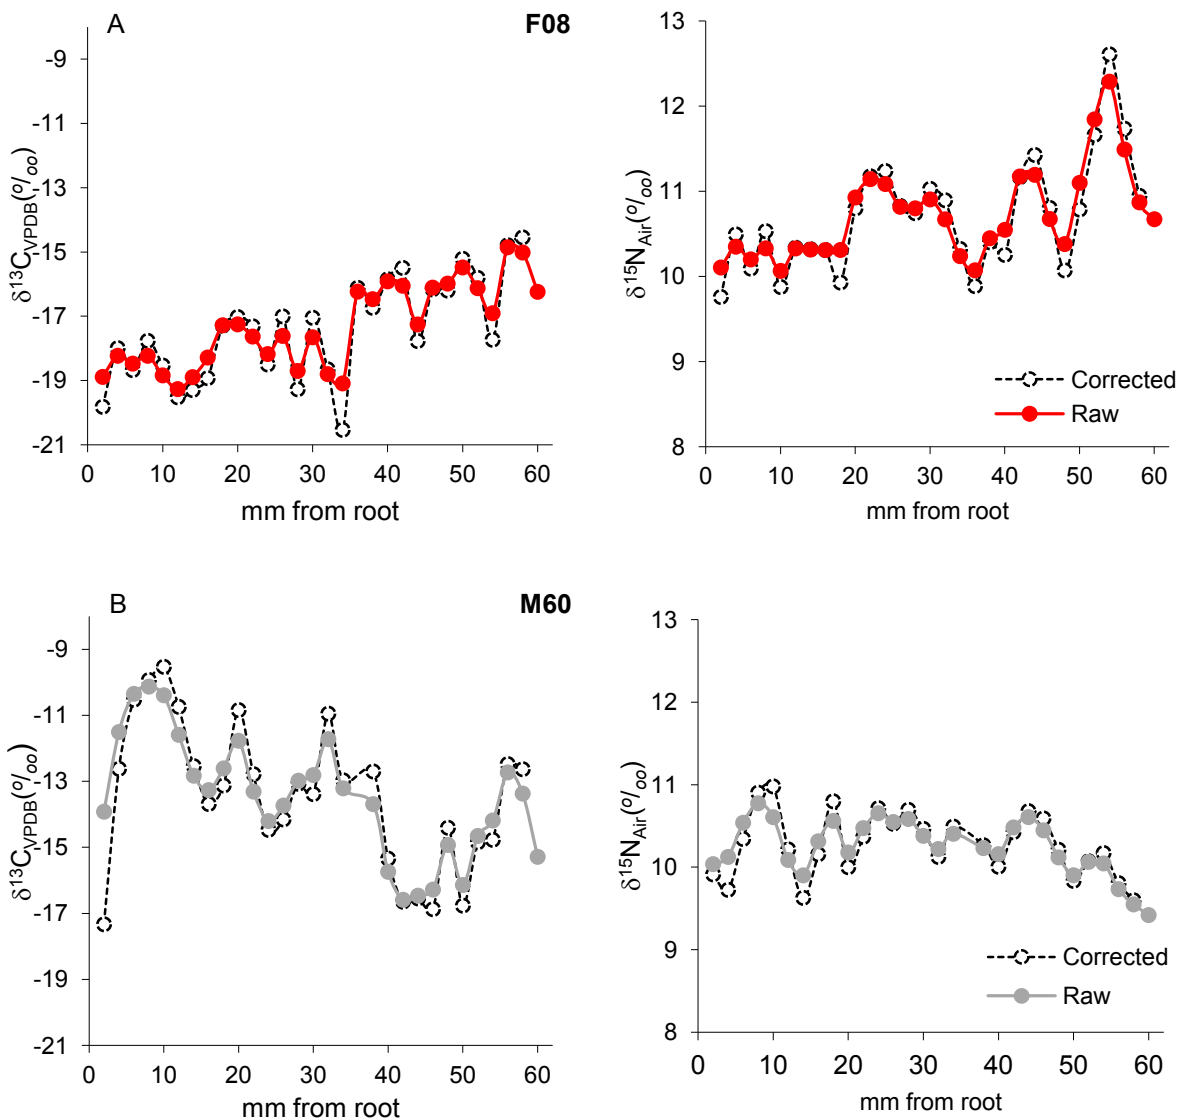 A
F08
-9
-11
-13
-15
-17
-19
-21
0 10 20 30 40 50 60
δ13CVPDB(o/oo)
mm from root
13
12
11
10
9
8
0 10 20 30 40 50 60
δ15NAir(o/oo)
mm from root
Corrected
Raw
B
M60
-9
-11
-13
-15
-17
-19
-21
0 10 20 30 40 50 60
δ13CVPDB(o/oo)
mm from root
13
12
11
10
9
8
0 10 20 30 40 50 60
δ15NAir(o/oo)
mm from root
Corrected
Raw